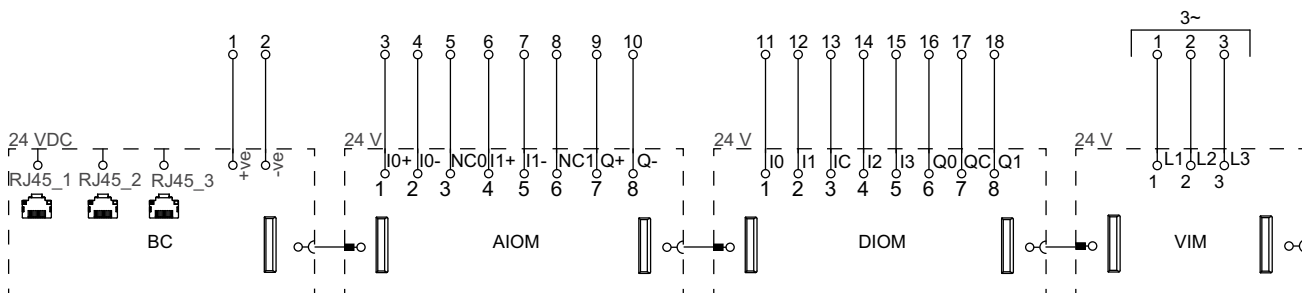 3~
1 2 3 4 5 6 7 8 9 10 11 12 13 14 15 16 17 18 1 2 3
24 VDC 24 V 24 V 24 V
+ve -ve I0+ I0- NC0 I1+ I1- NC1 Q+ Q- I0 I1 IC I2 I3 Q0 QC Q1 L1 L2 L3
RJ45_1 RJ45_2 RJ45_3 1 2 3 4 5 6 7 8 1 2 3 4 5 6 7 8 1 2 3
BC AIOM DIOM VIM